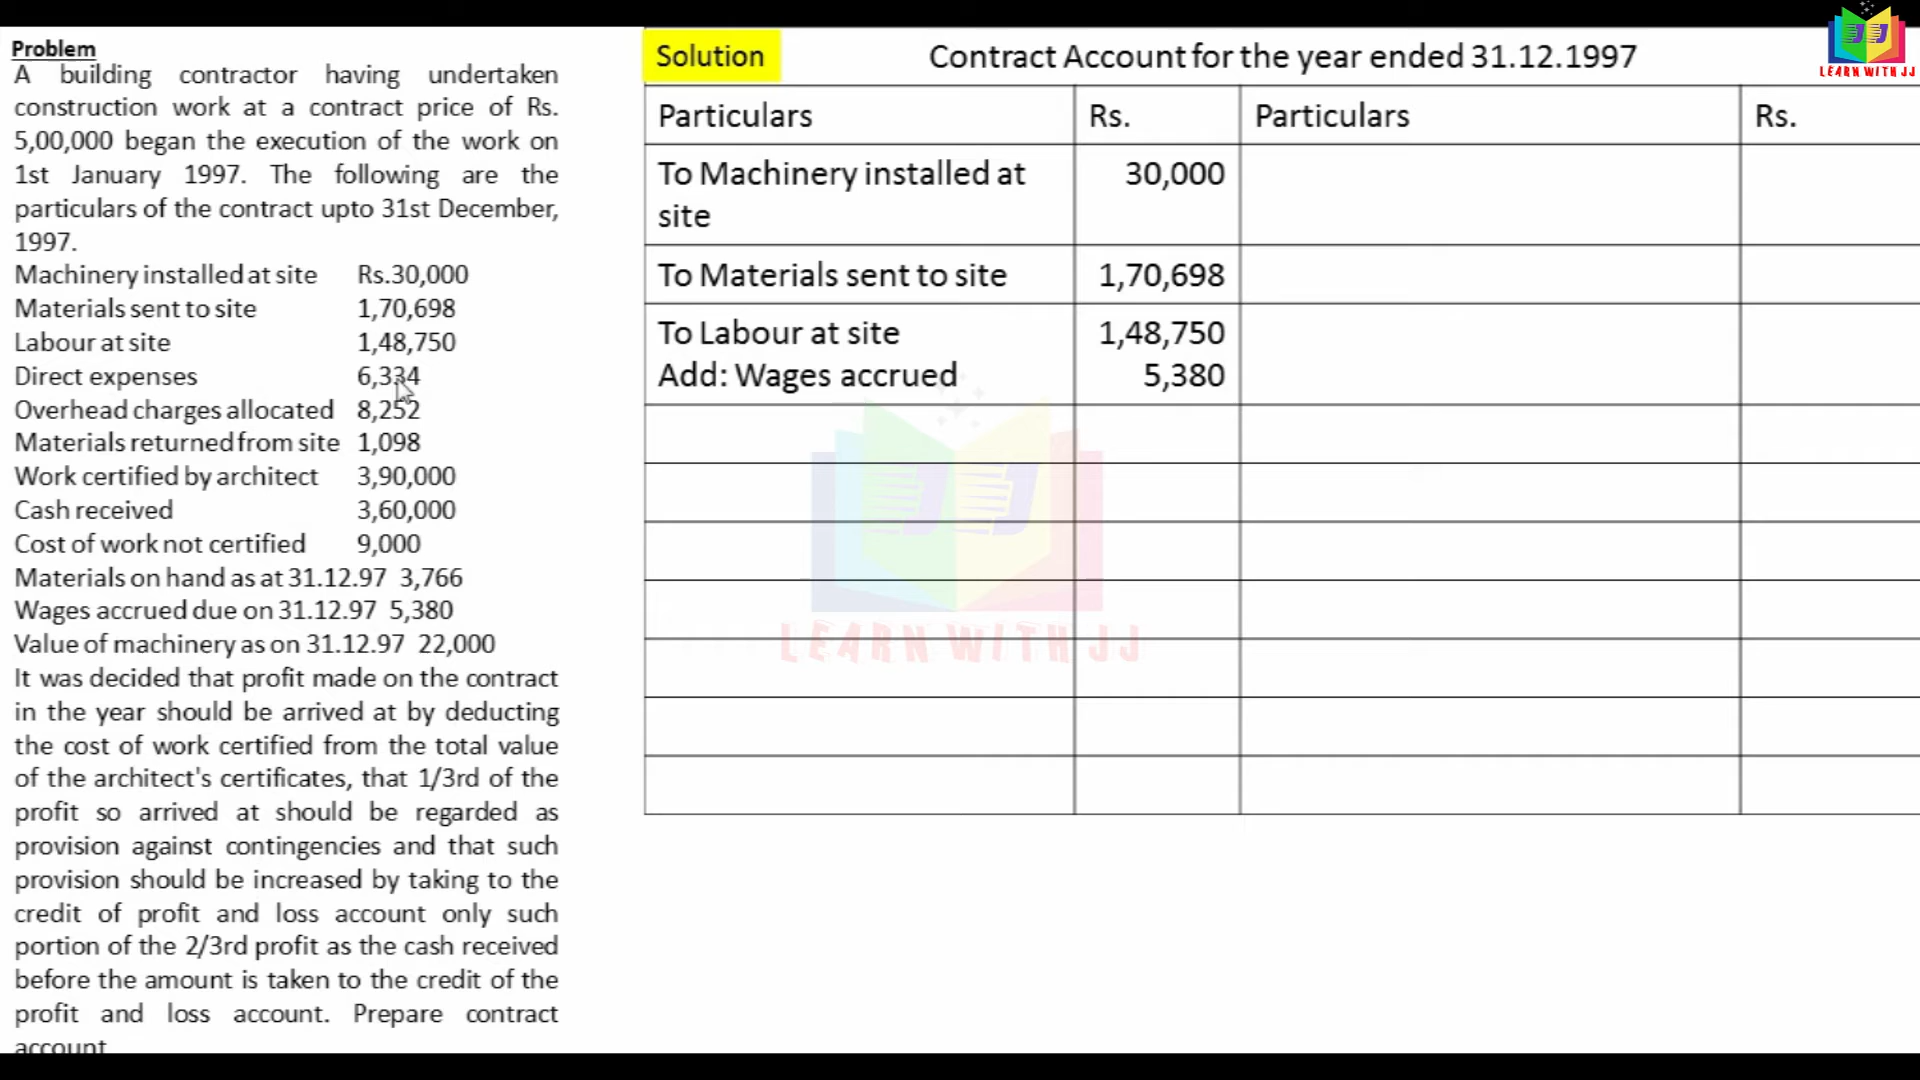 Problem
A building contractor having undertaken
construction work at a contract price of Rs.
5,00,000 began the execution of the work on
1st January 1997. The following are the
particulars of the contract upto 31st December,
1997.
Machinery installed at site Rs.30,000
Materials sent to site 1,70,698
Labour at site 1,48,750
Direct expenses 6,334
Overhead charges allocated 8,252
Materials returned from site 1,098
Work certified by architect 3,90,000
Cash received 3,60,000
Cost of work not certified 9,000
Materials on hand as at 31.12.97 3,766
Wages accrued due on 31.12.97 5,380
Value of machinery as on 31.12.97 22,000
It was decided that profit made on the contract
in the year should be arrived at by deducting
the cost of work certified from the total value
of the architect's certificates, that 1/3rd of the
profit so arrived at should be regarded as
provision against contingencies and that such
provision should be increased by taking to the
credit of profit and loss account only such
portion of the 2/3rd profit as the cash received
before the amount is taken to the credit of the
profit and loss account. Prepare contract
account
Solution
Contract Account for the year ended 31.12.1997
Particulars Rs. Particulars Rs.
To Machinery installed at 30,000
site
To Materials sent to site 1,70,698
To Labour at site 1,48,750
Add: Wages accrued 5,380
JJ
LEARN WITH JJ
JJ
LEARN WITH JJ